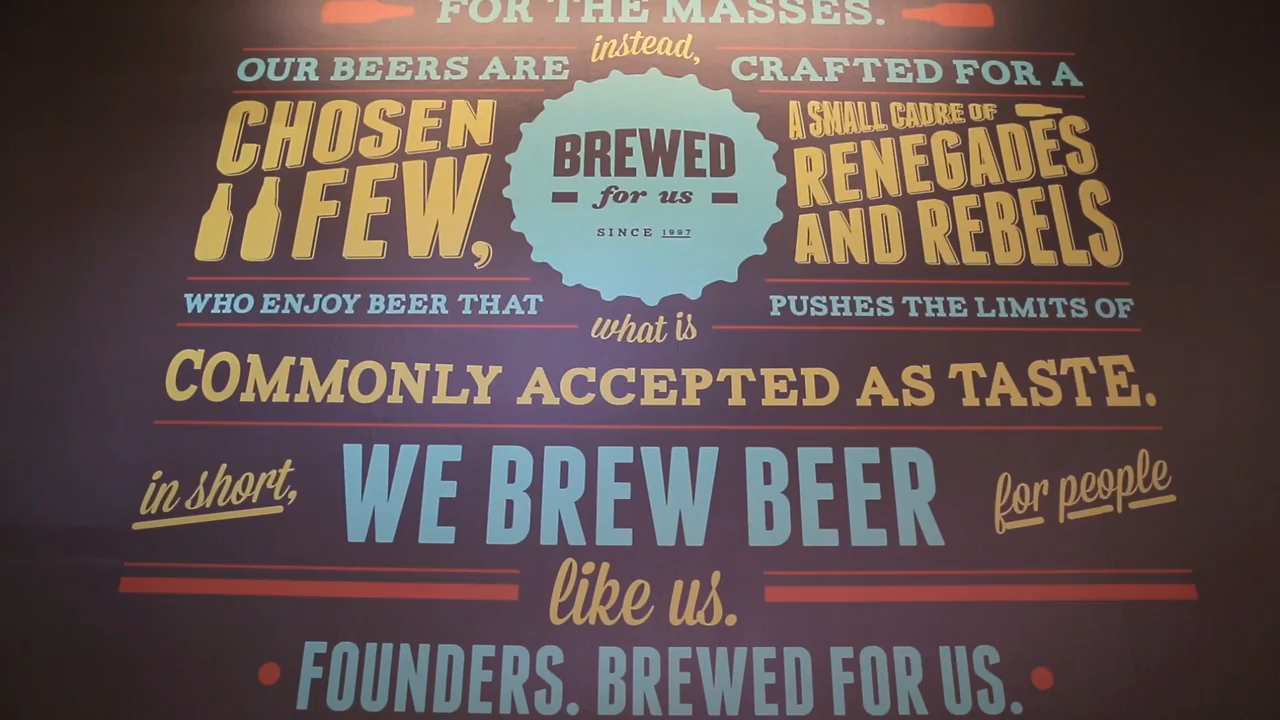 FOR THE MASSES.
instead,
OUR BEERS ARE CRAFTED FOR A
CHOSEN FEW,
BREWED
for us
SINCE 1997
A SMALL CADRE OF
RENEGADES
AND REBELS
WHO ENJOY BEER THAT PUSHES THE LIMITS OF
what is
COMMONLY ACCEPTED AS TASTE.
in short, WE BREW BEER for people
like us.
FOUNDERS. BREWED FOR US.